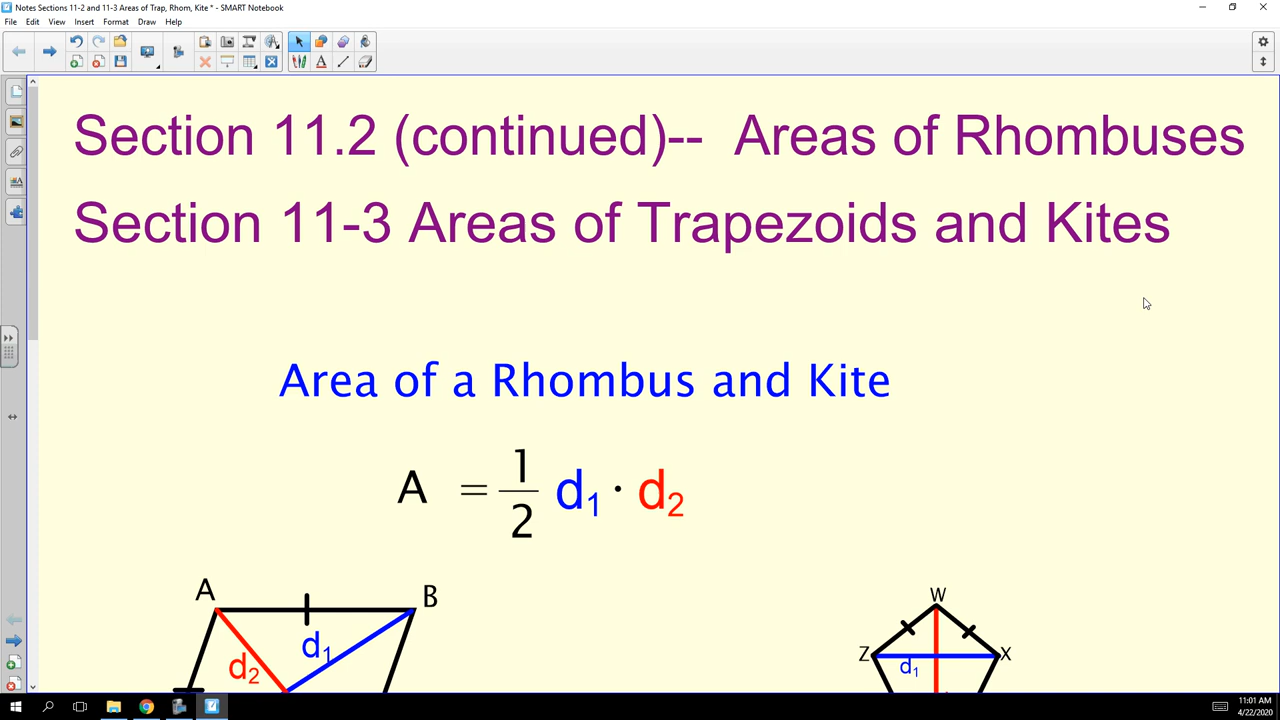 Notes Sections 11-2 and 11-3 Areas of Trap, Rhom, Kite * - SMART Notebook
File Edit View Insert Format Draw Help
Section 11.2 (continued)-- Areas of Rhombuses
Section 11-3 Areas of Trapezoids and Kites
Area of a Rhombus and Kite
A = 1/2 d₁ · d₂
A B
d₁
d₂
W
Z X
d₁
11:01 AM
4/22/2020